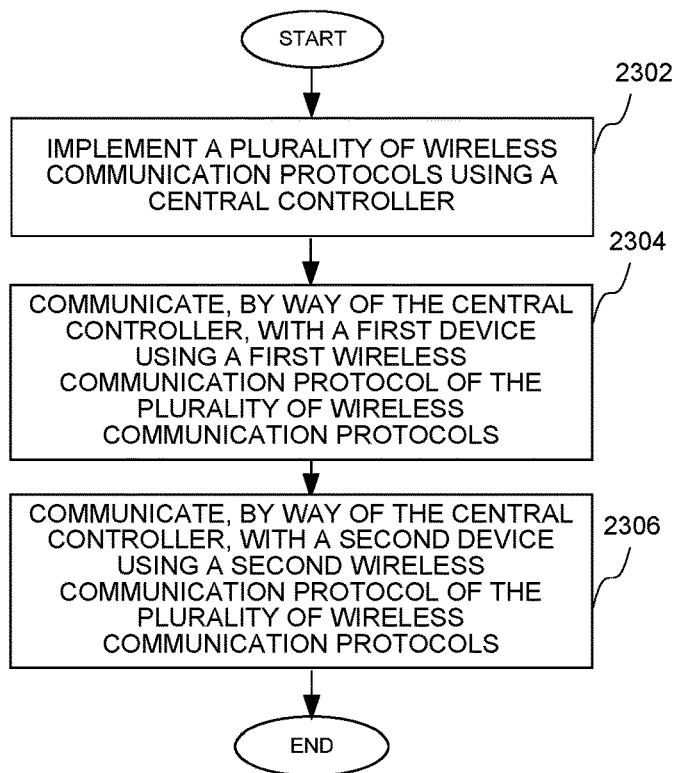 START
2302
IMPLEMENT A PLURALITY OF WIRELESS
COMMUNICATION PROTOCOLS USING A
CENTRAL CONTROLLER
2304
COMMUNICATE, BY WAY OF THE CENTRAL
CONTROLLER, WITH A FIRST DEVICE
USING A FIRST WIRELESS
COMMUNICATION PROTOCOL OF THE
PLURALITY OF WIRELESS
COMMUNICATION PROTOCOLS
2306
COMMUNICATE, BY WAY OF THE CENTRAL
CONTROLLER, WITH A SECOND DEVICE
USING A SECOND WIRELESS
COMMUNICATION PROTOCOL OF THE
PLURALITY OF WIRELESS
COMMUNICATION PROTOCOLS
END